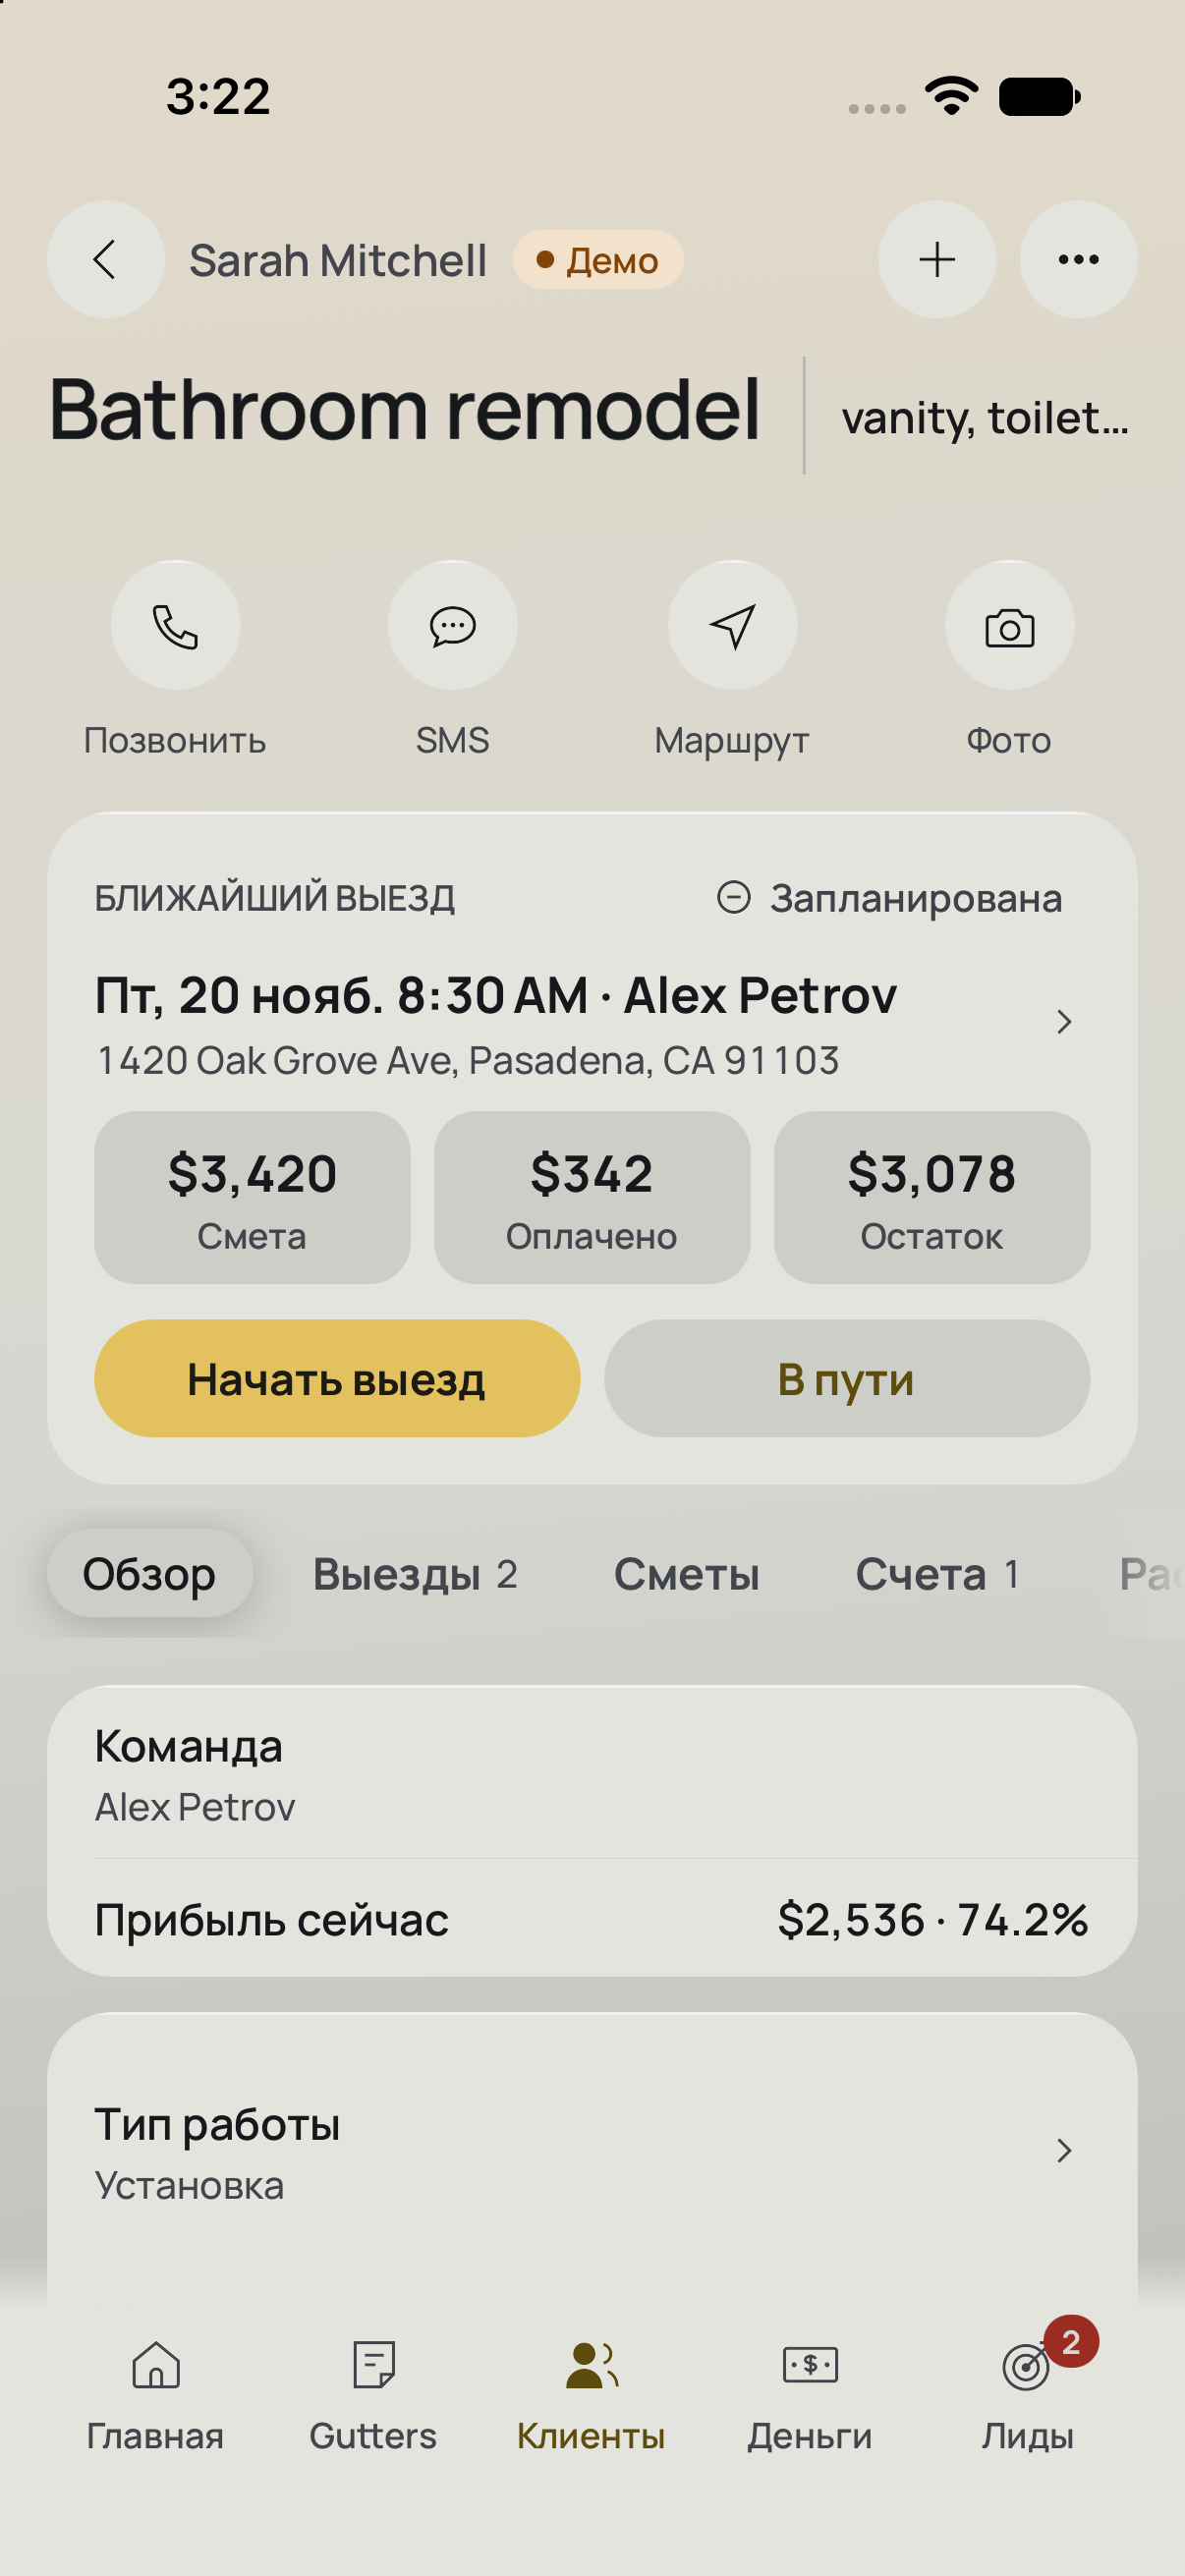 3:22
Sarah Mitchell
Демо
Bathroom remodel
vanity, toilet...
Позвонить
SMS
Маршрут
Фото
БЛИЖАЙШИЙ ВЫЕЗД
Запланирована
Пт, 20 нояб. 8:30 AM · Alex Petrov
1420 Oak Grove Ave, Pasadena, CA 91103
$3,420
Смета
$342
Оплачено
$3,078
Остаток
Начать выезд
В пути
Обзор
Выезды 2
Сметы
Счета 1
Команда
Alex Petrov
Прибыль сейчас
$2,536 · 74.2%
Тип работы
Установка
2
Главная
Gutters
Клиенты
Деньги
Лиды